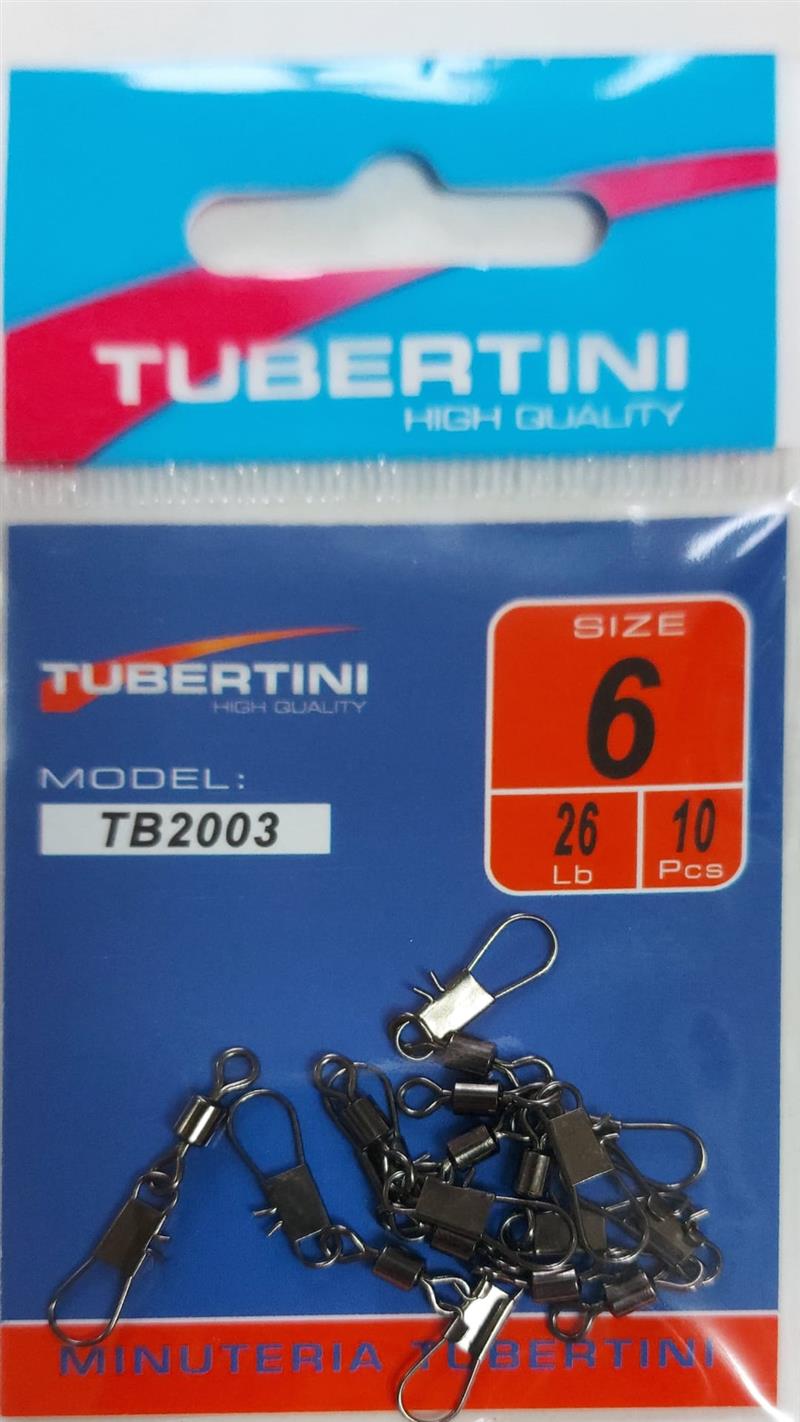 TUBERTINI
HIGH QUALITY
TUBERTINI
HIGH QUALITY
MODEL:
TB2003
SIZE
6
26
Lb
10
Pcs
MINUTERIA TUBERTINI